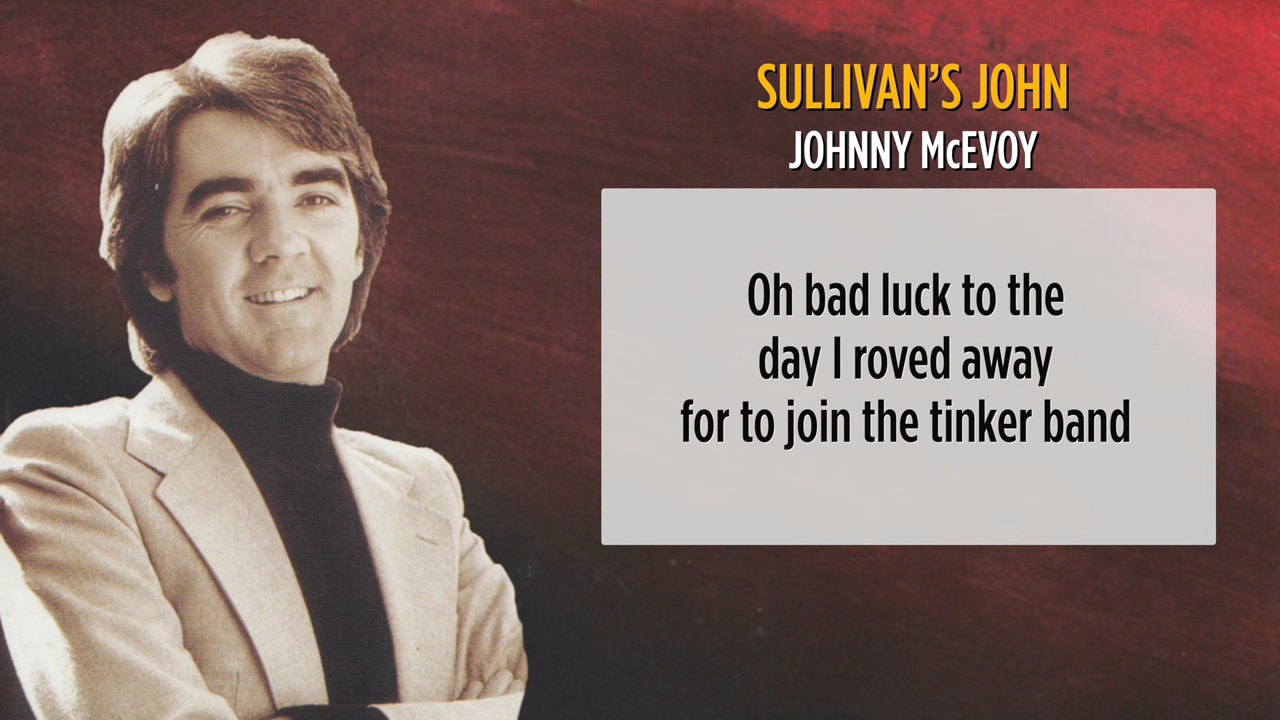 SULLIVAN'S JOHN
JOHNNY McEVOY
Oh bad luck to the
day I roved away
for to join the tinker band